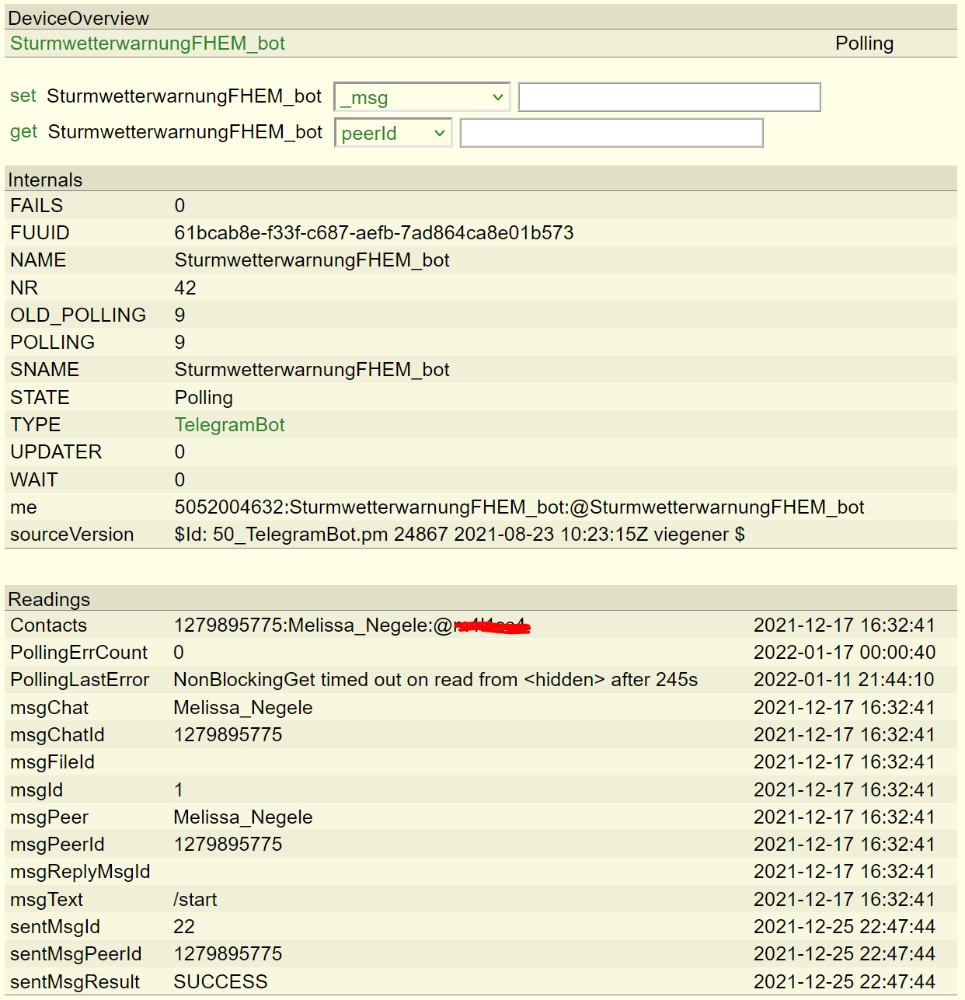 DeviceOverview
SturmwetterwarnungFHEM_bot Polling
set SturmwetterwarnungFHEM_bot _msg
get SturmwetterwarnungFHEM_bot peerId
Internals
FAILS 0
FUUID 61bcab8e-f33f-c687-aefb-7ad864ca8e01b573
NAME SturmwetterwarnungFHEM_bot
NR 42
OLD_POLLING 9
POLLING 9
SNAME SturmwetterwarnungFHEM_bot
STATE Polling
TYPE TelegramBot
UPDATER 0
WAIT 0
me 5052004632:SturmwetterwarnungFHEM_bot:@SturmwetterwarnungFHEM_bot
sourceVersion $Id: 50_TelegramBot.pm 24867 2021-08-23 10:23:15Z viegener $
Readings
Contacts 1279895775:Melissa_Negele:@ 2021-12-17 16:32:41
PollingErrCount 0 2022-01-17 00:00:40
PollingLastError NonBlockingGet timed out on read from <hidden> after 245s 2022-01-11 21:44:10
msgChat Melissa_Negele 2021-12-17 16:32:41
msgChatId 1279895775 2021-12-17 16:32:41
msgFileId 2021-12-17 16:32:41
msgId 1 2021-12-17 16:32:41
msgPeer Melissa_Negele 2021-12-17 16:32:41
msgPeerId 1279895775 2021-12-17 16:32:41
msgReplyMsgId 2021-12-17 16:32:41
msgText /start 2021-12-17 16:32:41
sentMsgId 22 2021-12-25 22:47:44
sentMsgPeerId 1279895775 2021-12-25 22:47:44
sentMsgResult SUCCESS 2021-12-25 22:47:44